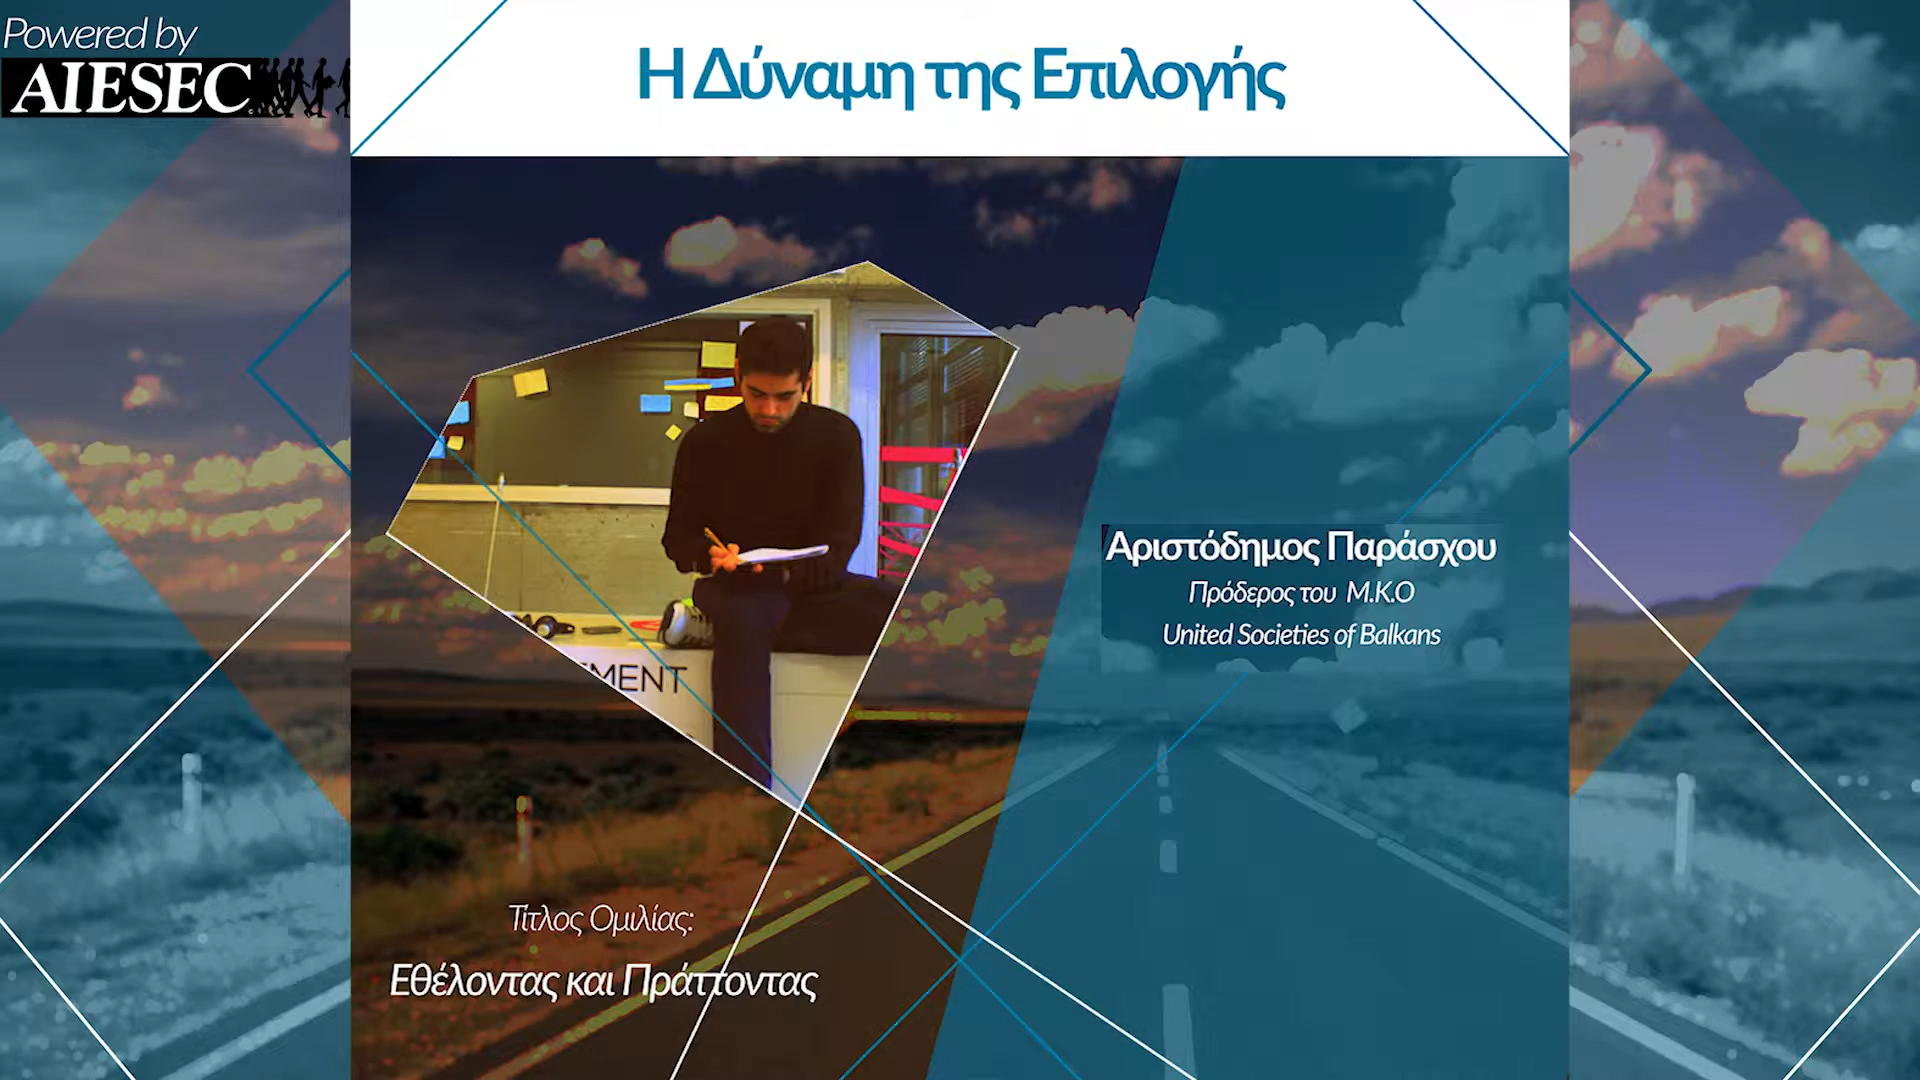 Powered by
AIESEC
Η Δύναμη της Επιλογής
Αριστόδημος Παράσχου
Πρόδερος του Μ.Κ.Ο
United Societies of Balkans
MENT
Τίτλος Ομιλίας:
Εθέλοντας και Πράττοντας